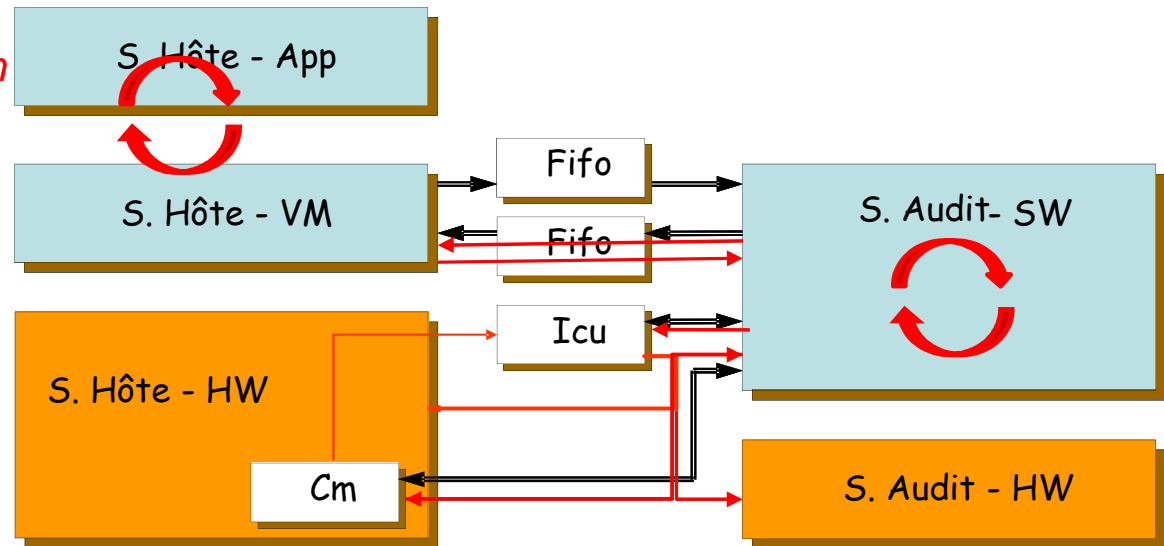 S. Hôte - App
n
S. Hôte - VM
Fifo
Fifo
S. Audit- SW
Icu
S. Hôte - HW
Cm
S. Audit - HW